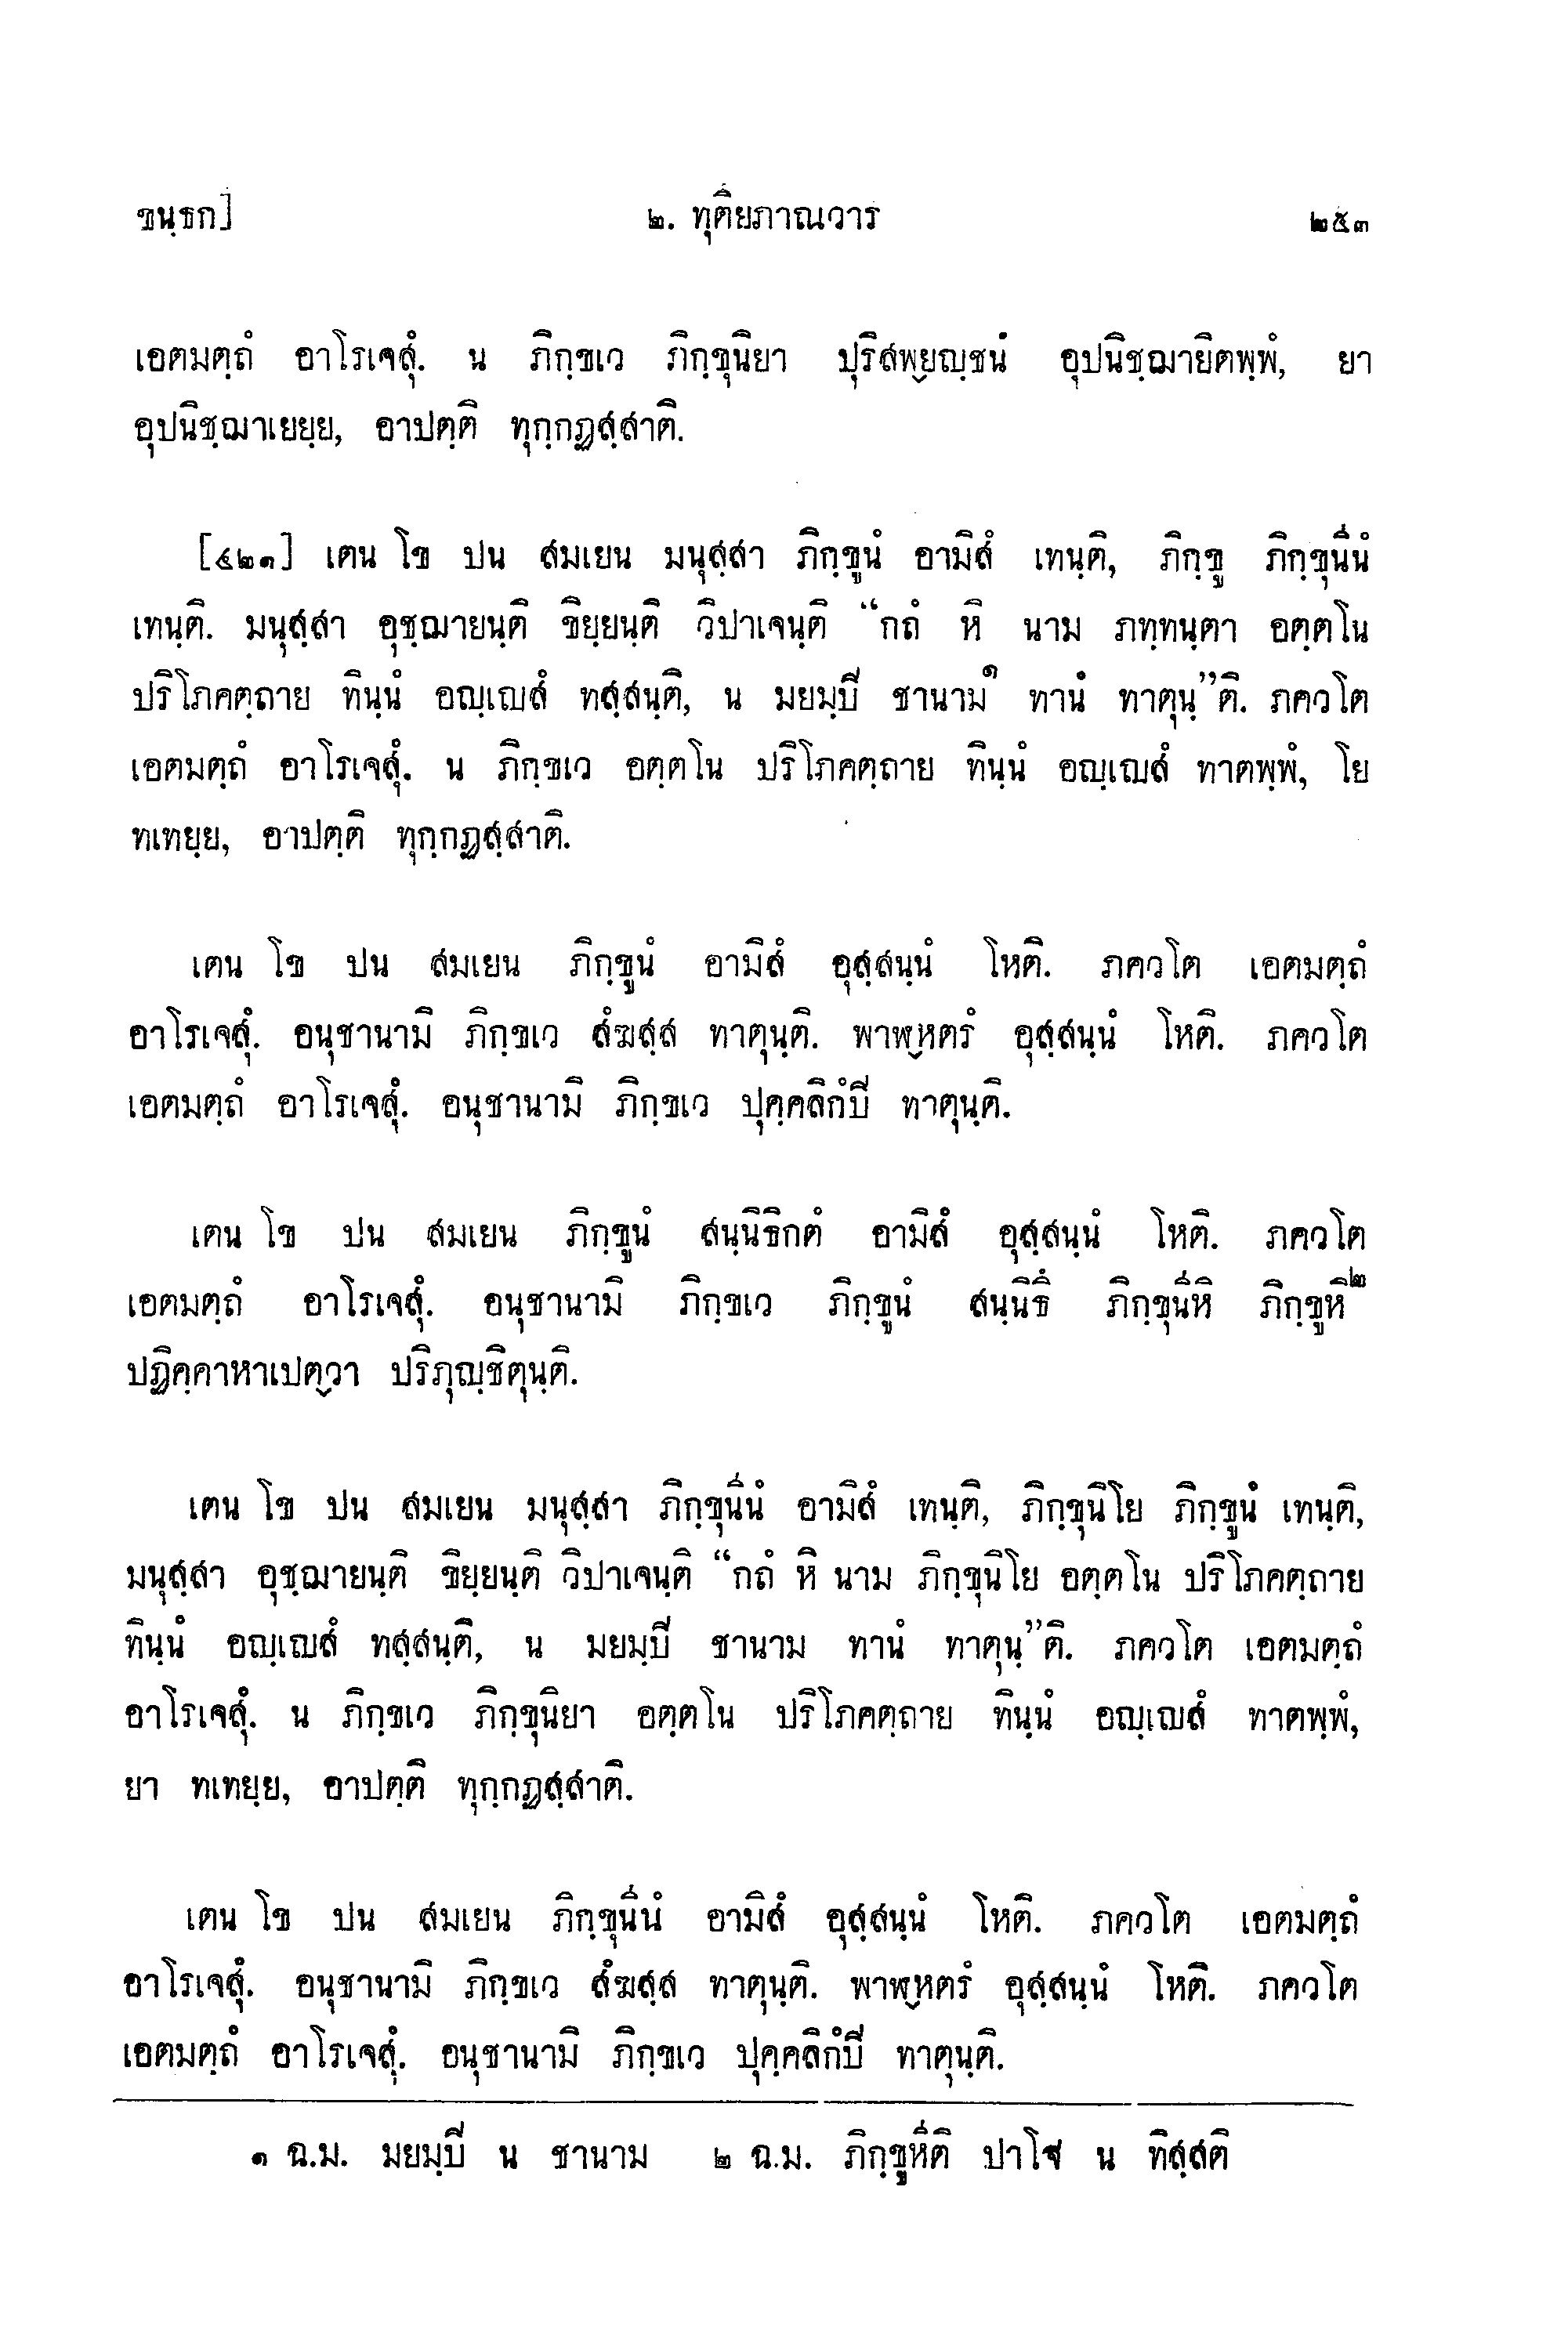 ขนฺธก]	๒. ทุติยภาณวาร	๒๕๓
เอตมตฺถํ อาโรเจสุํ. น ภิกฺขเว ภิกฺขุนิยา ปุริสพฺยญฺชนํ อุปนิชฺฌายิตพฺพํ, ยา
อุปนิชฺฌาเยยฺย, อาปตฺติ ทุกฺกฏสฺสาติ.
[๔๒๑] เตน โข ปน สมเยน มนุสฺสา ภิกฺขูนํ อามิสํ เทนฺติ, ภิกฺขู ภิกฺขุนีนํ
เทนฺติ. มนุสฺสา อุชฺฌายนฺติ ขิยฺยนฺติ วิปาเจนฺติ “กถํ หิ นาม ภทฺทนฺตา อตฺตโน
ปริโภคตฺถาย ทินฺนํ อญฺเญสํ ทสฺสนฺติ, น มยมฺปิ ชานาม๑ ทานํ ทาตุนฺ”ติ. ภควโต
เอตมตฺถํ อาโรเจสุํ. น ภิกฺขเว อตฺตโน ปริโภคตฺถาย ทินฺนํ อญฺเญสํ ทาตพฺพํ, โย
ทเทยฺย, อาปตฺติ ทุกฺกฏสฺสาติ.
เตน โข ปน สมเยน ภิกฺขูนํ อามิสํ อุสฺสนฺนํ โหติ. ภควโต เอตมตฺถํ
อาโรเจสุํ. อนุชานามิ ภิกฺขเว สํฆสฺส ทาตุนฺติ. พาฬฺหตรํ อุสฺสนฺนํ โหติ. ภควโต
เอตมตฺถํ อาโรเจสุํ. อนุชานามิ ภิกฺขเว ปุคฺคลิกํปิ ทาตุนฺติ.
เตน โข ปน สมเยน ภิกฺขูนํ สนฺนิธิกตํ อามิสํ อุสฺสนฺนํ โหติ. ภควโต
เอตมตฺถํ อาโรเจสุํ. อนุชานามิ ภิกฺขเว ภิกฺขูนํ สนฺนิธิํ ภิกฺขุนีหิ ภิกฺขูหิ๒
ปฏิคฺคาหาเปตฺวา ปริภุญฺชิตุนฺติ.
เตน โข ปน สมเยน มนุสฺสา ภิกฺขุนีนํ อามิสํ เทนฺติ, ภิกฺขุนิโย ภิกฺขูนํ เทนฺติ,
มนุสฺสา อุชฺฌายนฺติ ขิยฺยนฺติ วิปาเจนฺติ “กถํ หิ นาม ภิกฺขุนิโย อตฺตโน ปริโภคตฺถาย
ทินฺนํ อญฺเญสํ ทสฺสนฺติ, น มยมฺปิ ชานาม ทานํ ทาตุนฺ”ติ. ภควโต เอตมตฺถํ
อาโรเจสุํ. น ภิกฺขเว ภิกฺขุนิยา อตฺตโน ปริโภคตฺถาย ทินฺนํ อญฺเญสํ ทาตพฺพํ,
ยา ทเทยฺย, อาปตฺติ ทุกฺกฏสฺสาติ.
เตน โข ปน สมเยน ภิกฺขุนีนํ อามิสํ อุสฺสนฺนํ โหติ. ภควโต เอตมตฺถํ
อาโรเจสุํ. อนุชานามิ ภิกฺขเว สํฆสฺส ทาตุนฺติ. พาฬฺหตรํ อุสฺสนฺนํ โหติ. ภควโต
เอตมตฺถํ อาโรเจสุํ. อนุชานามิ ภิกฺขเว ปุคฺคลิกํปิ ทาตุนฺติ.
๑ ฉ.ม. มยมฺปิ น ชานาม	๒ ฉ.ม. ภิกฺขูหีติ ปาโฐ น ทิสฺสติ